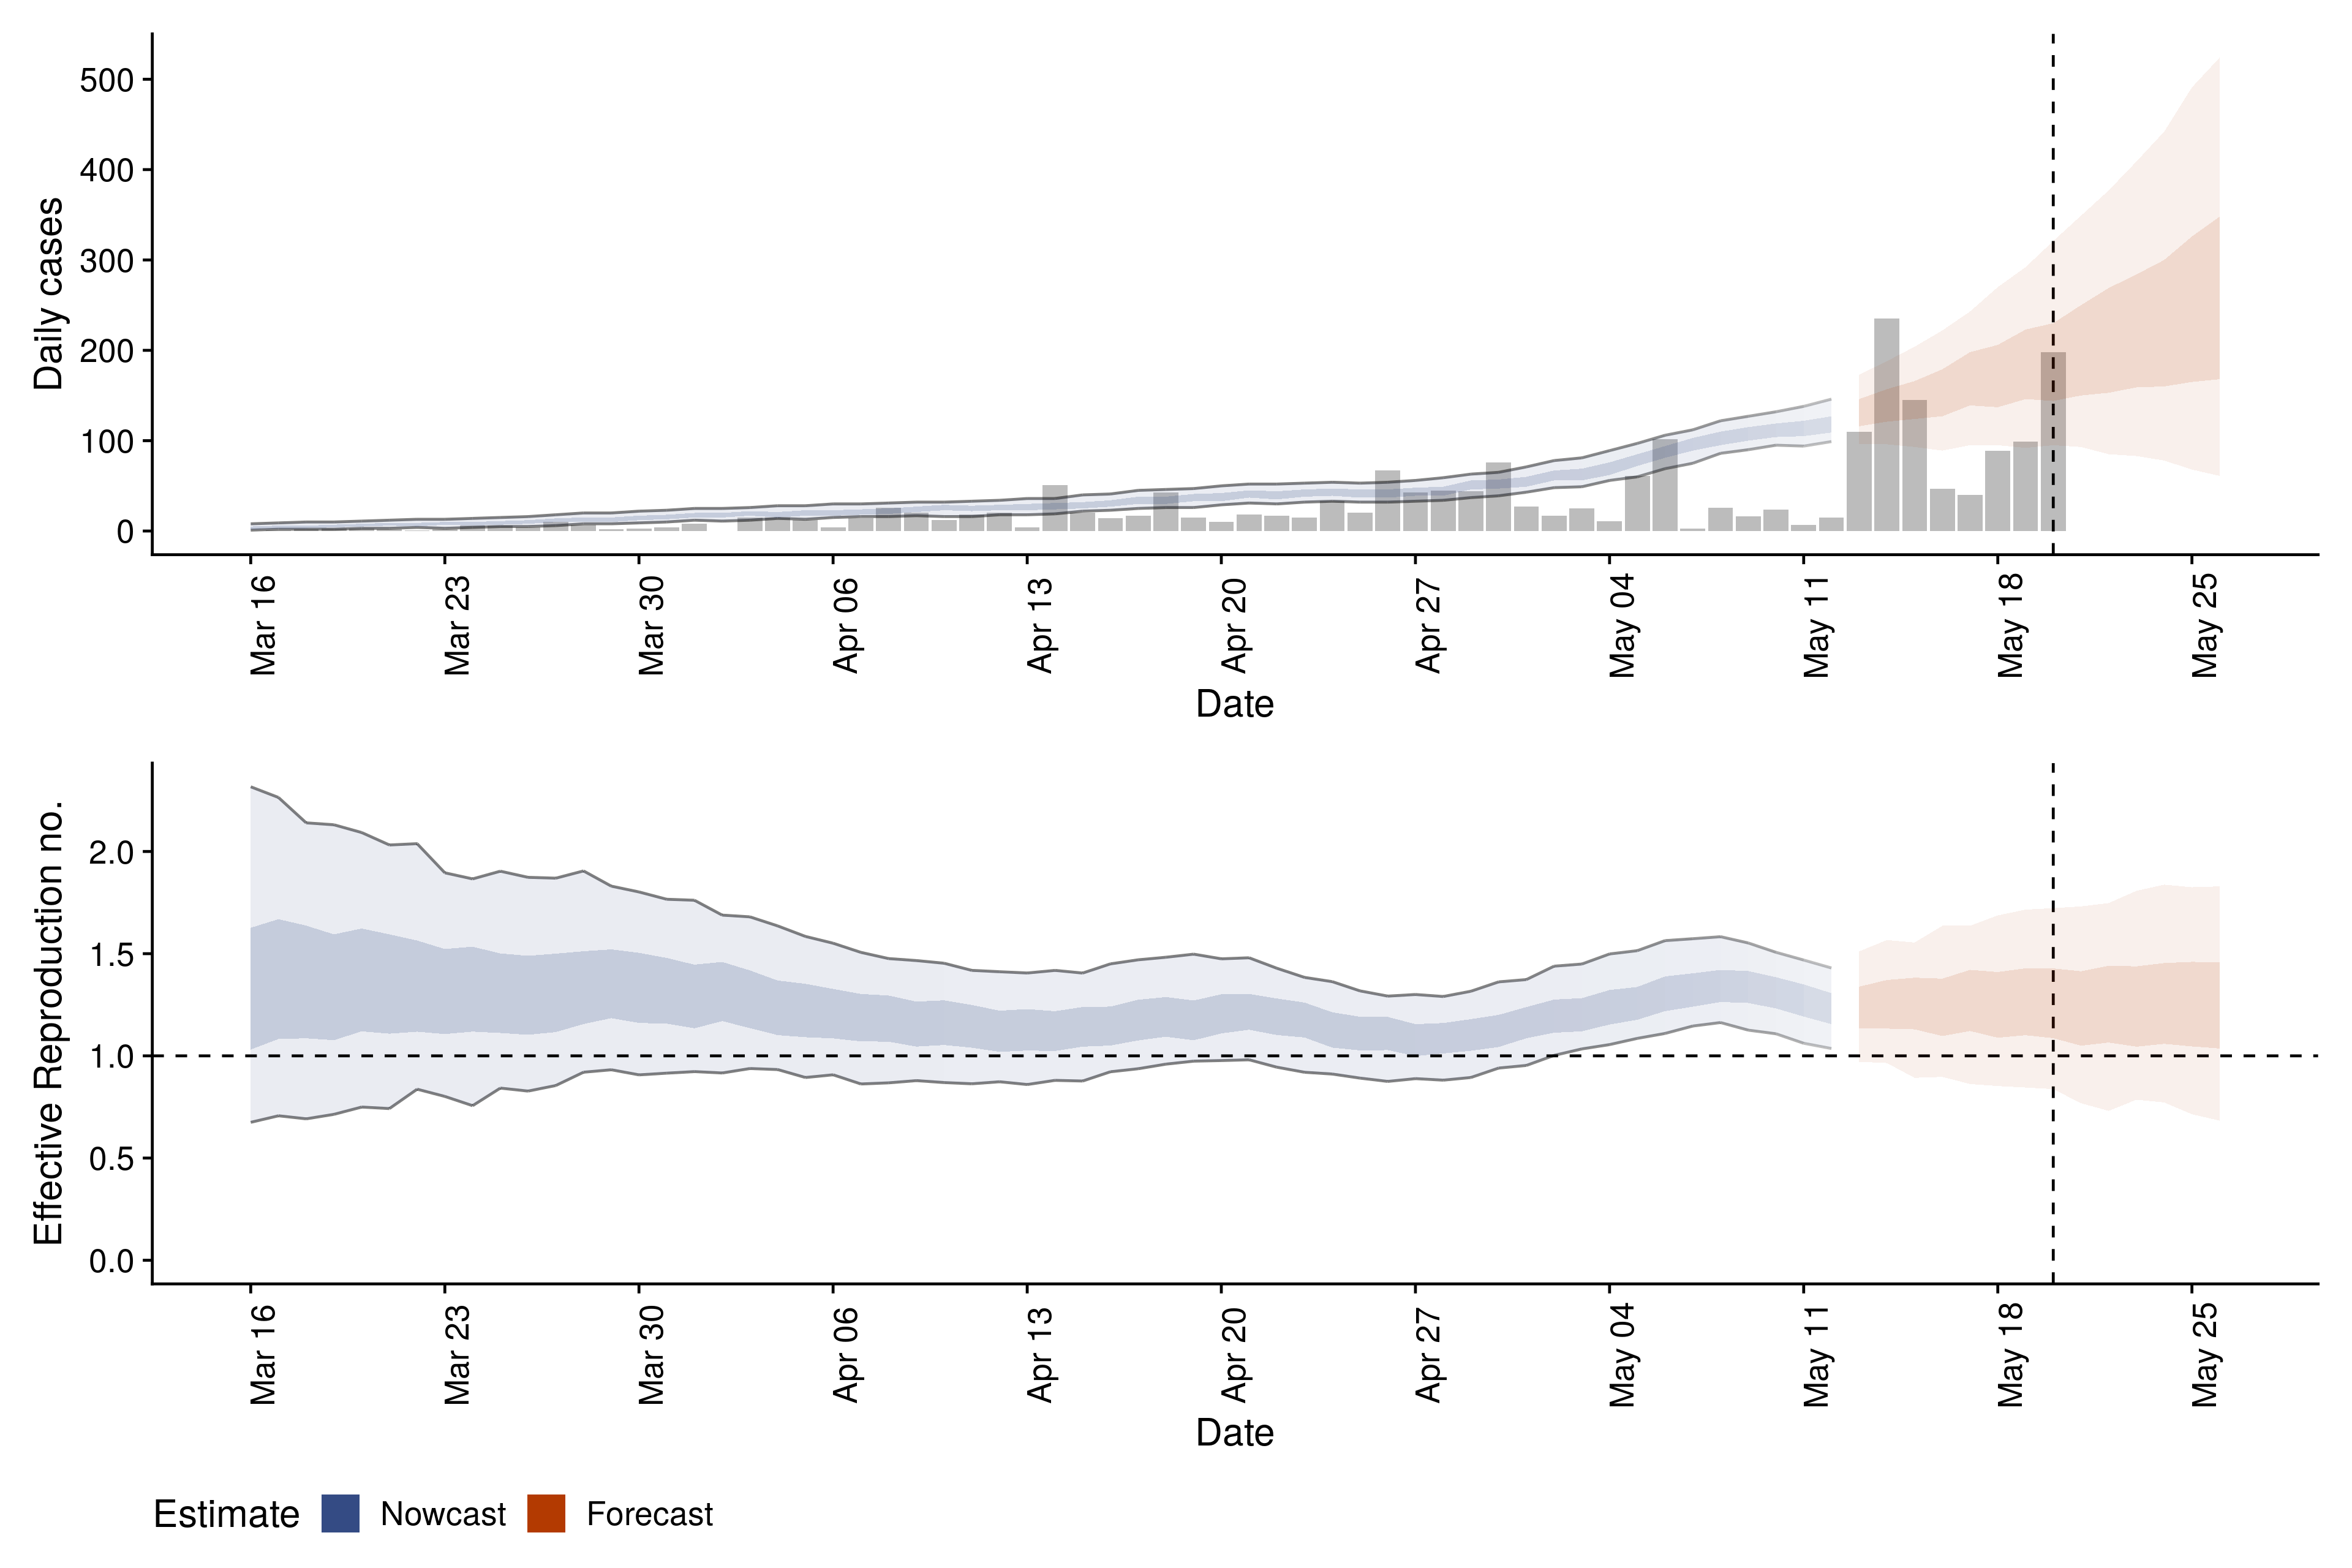 Daily cases
500
400
300
200
100
0
Mar 16
Mar 23
Mar 30
Apr 06
Apr 13
Apr 20
Apr 27
May 04
May 11
May 18
May 25
Date
Effective Reproduction no.
2.0
1.5
1.0
0.5
0.0
Mar 16
Mar 23
Mar 30
Apr 06
Apr 13
Apr 20
Apr 27
May 04
May 11
May 18
May 25
Date
Estimate Nowcast Forecast